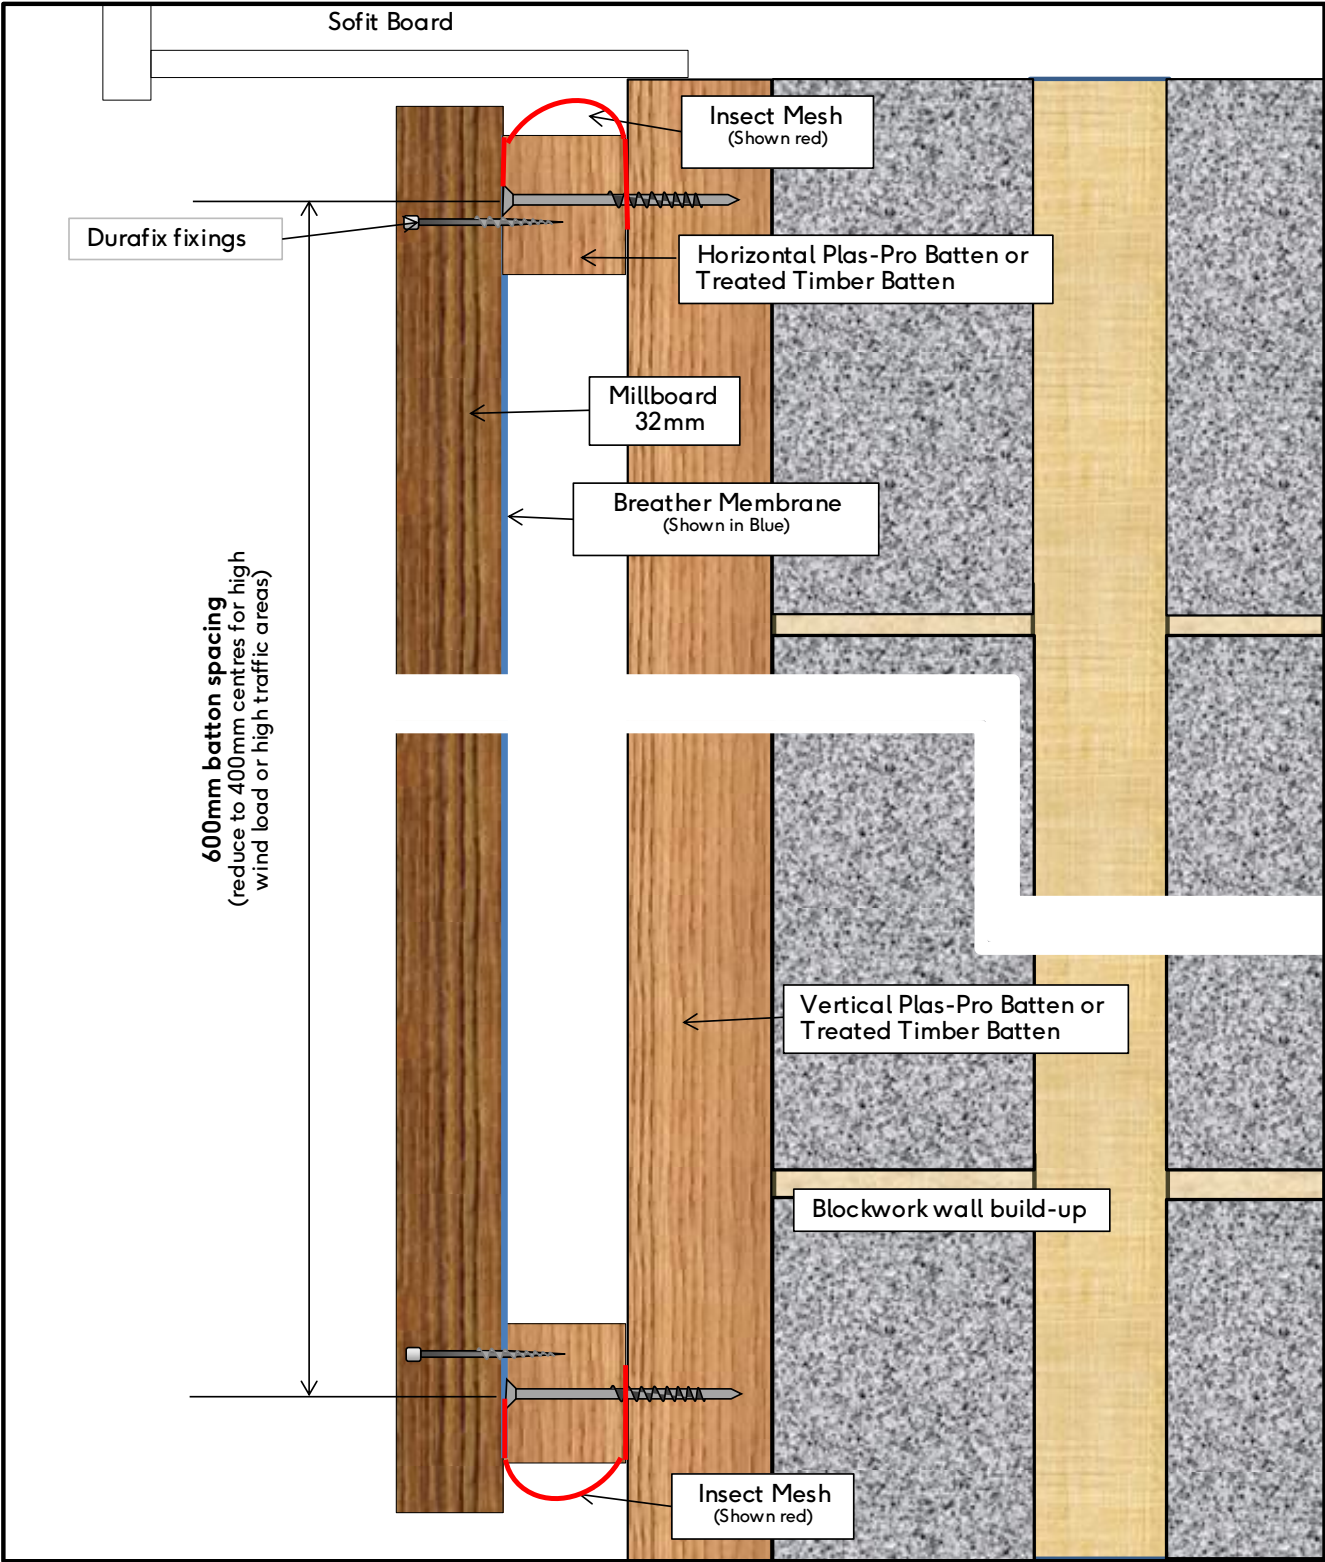 Sofit Board
Insect Mesh
(Shown red)
Durafix fixings
Horizontal Plas-Pro Batten or
Treated Timber Batten
Millboard
32mm
Breather Membrane
(Shown in Blue)
600mm batton spacing
(reduce to 400mm centres for high
wind load or high traffic areas)
Vertical Plas-Pro Batten or
Treated Timber Batten
Blockwork wall build-up
Insect Mesh
(Shown red)